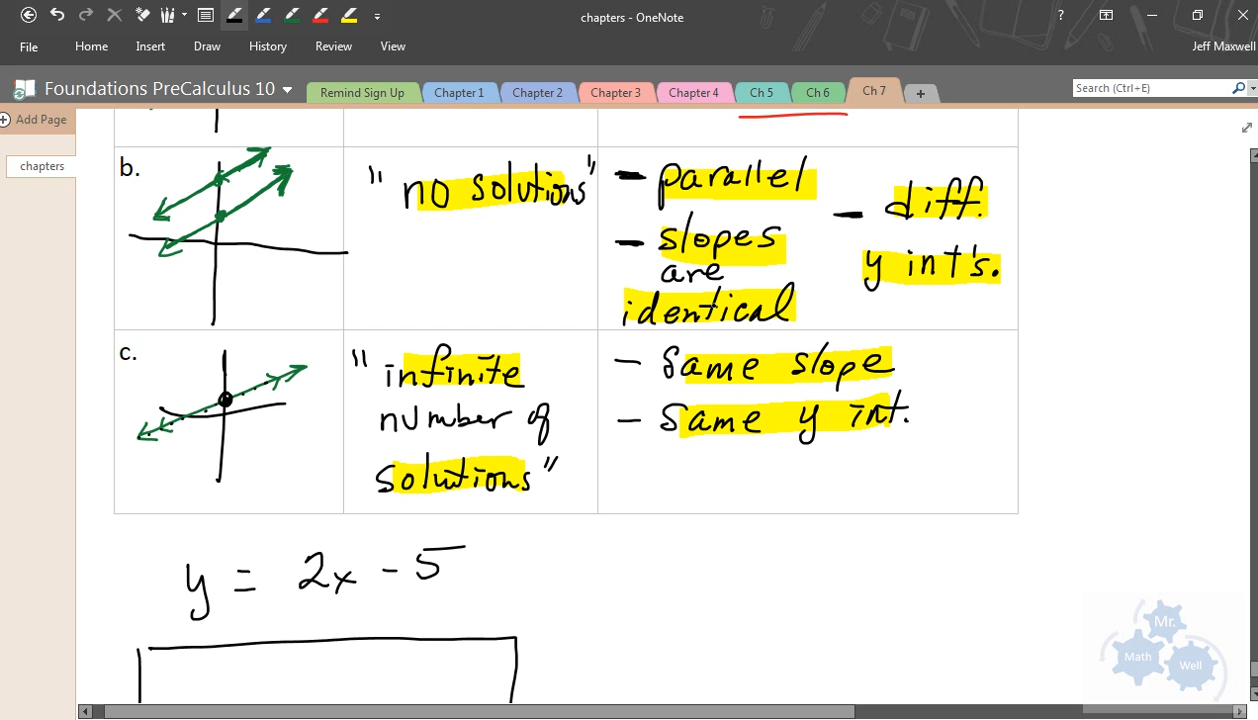 chapters - OneNote
?
File
Home
Insert
Draw
History
Review
View
Jeff Maxwell
Foundations PreCalculus 10
Remind Sign Up
Chapter 1
Chapter 2
Chapter 3
Chapter 4
Ch 5
Ch 6
Ch 7
+
Search (Ctrl+E)
Add Page
chapters
b.
"no solutions"
- parallel
- slopes
are
identical
- diff.
y int's.
c.
"infinite
number of
solutions"
- Same slope
- Same y int.
y = 2x - 5
Mr.
Math
Well